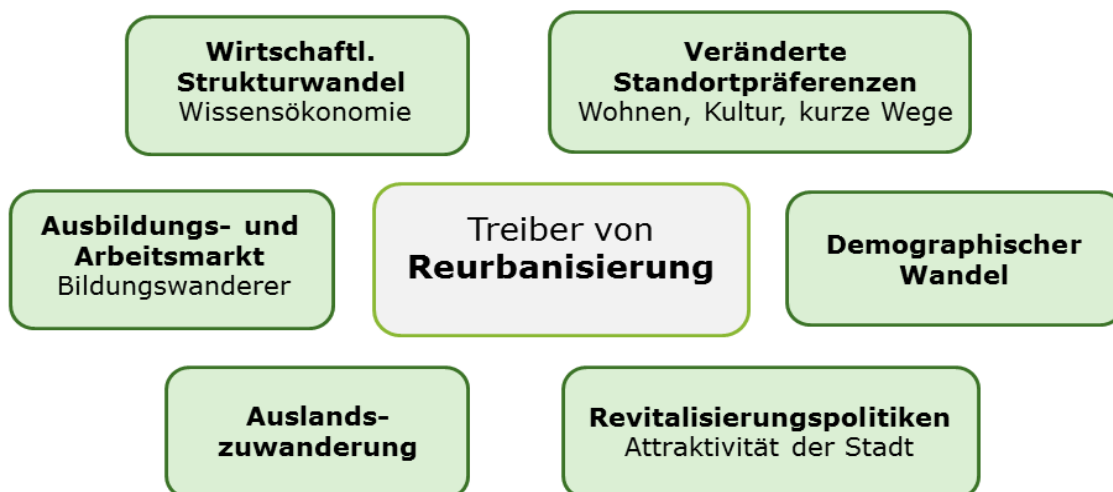 Wirtschaftl.
Strukturwandel
Wissensökonomie
Veränderte
Standortpräferenzen
Wohnen, Kultur, kurze Wege
Ausbildungs- und
Arbeitsmarkt
Bildungswanderer
Treiber von
Reurbanisierung
Demographischer
Wandel
Auslands-
zuwanderung
Revitalisierungspolitiken
Attraktivität der Stadt